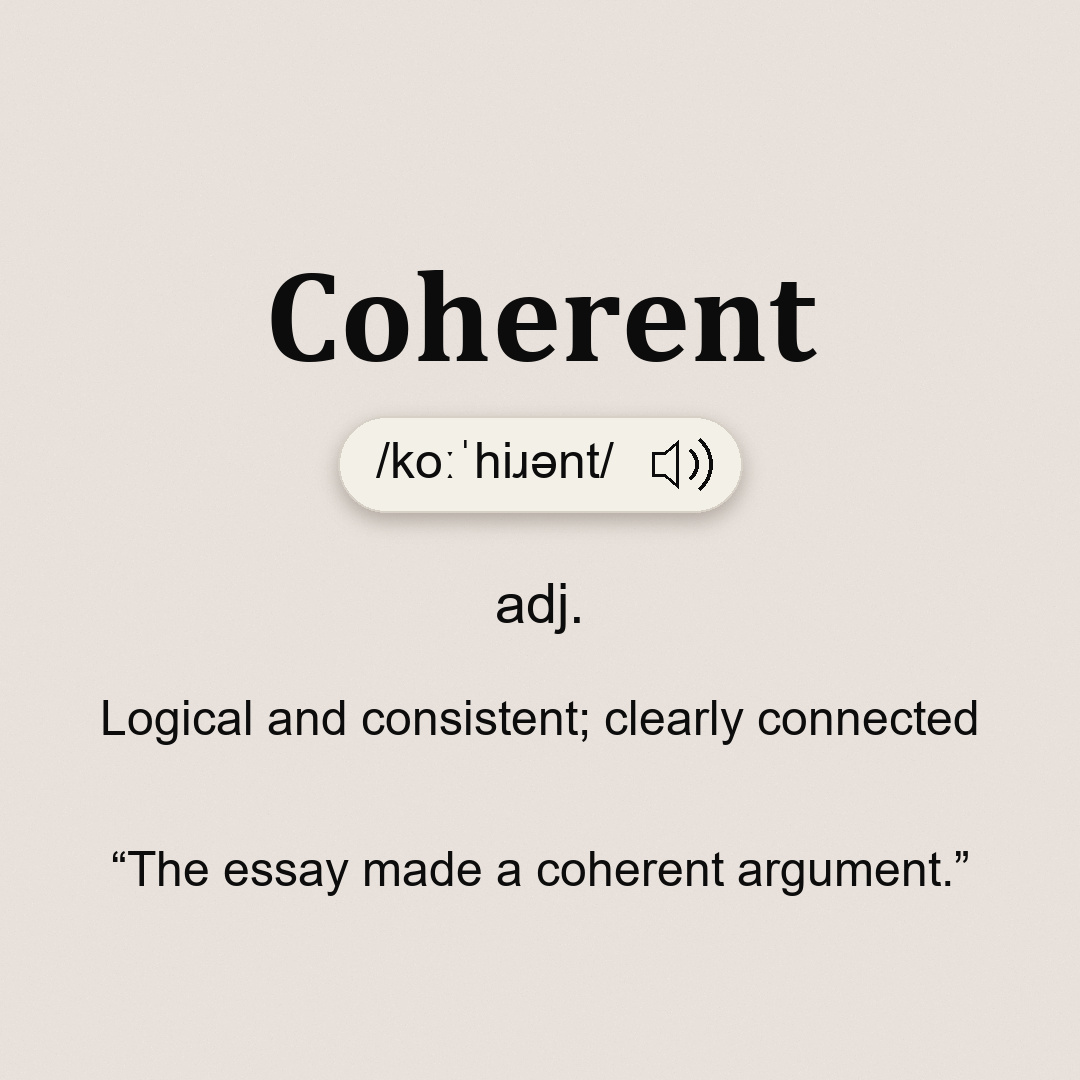 Coherent
/koːˈhiɹənt/
adj.
Logical and consistent; clearly connected
“The essay made a coherent argument.”